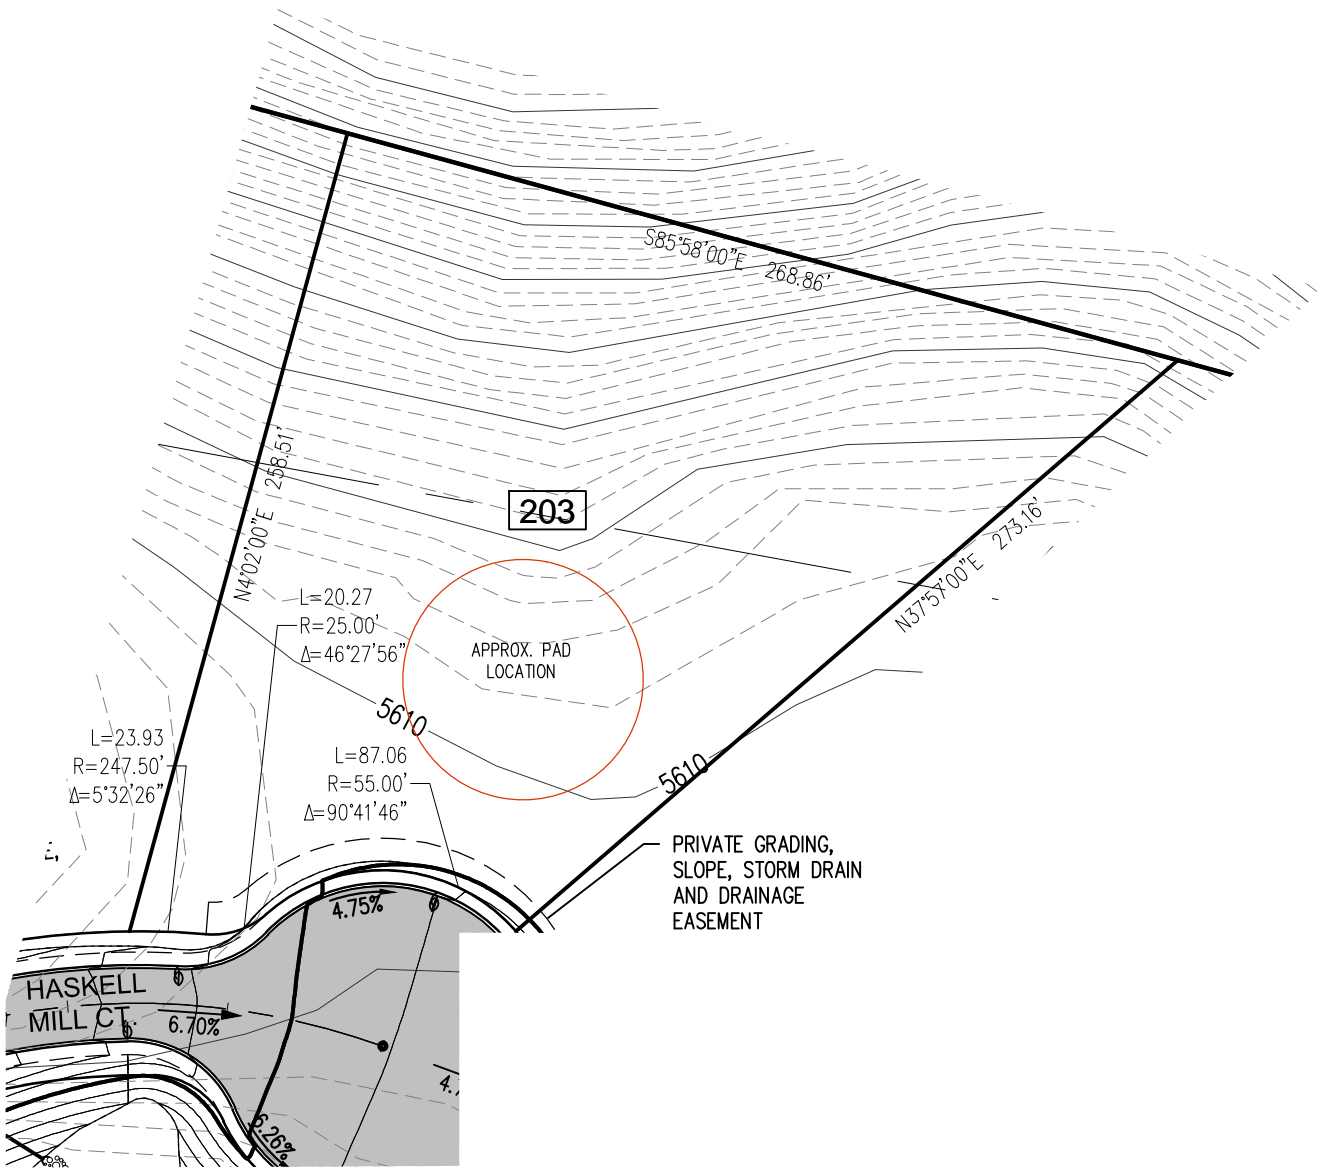 S85°58'00"E 268.86'
N4°02'00"E 258.51'
203
N37°57'00"E 273.16'
L=20.27
R=25.00'
Δ=46°27'56"
APPROX. PAD
LOCATION
5610
5610
L=23.93
R=247.50'
Δ=5°32'26"
L=87.06
R=55.00'
Δ=90°41'46"
PRIVATE GRADING,
SLOPE, STORM DRAIN
AND DRAINAGE
EASEMENT
4.75%
HASKELL
MILL CT.
6.70%
6.26%